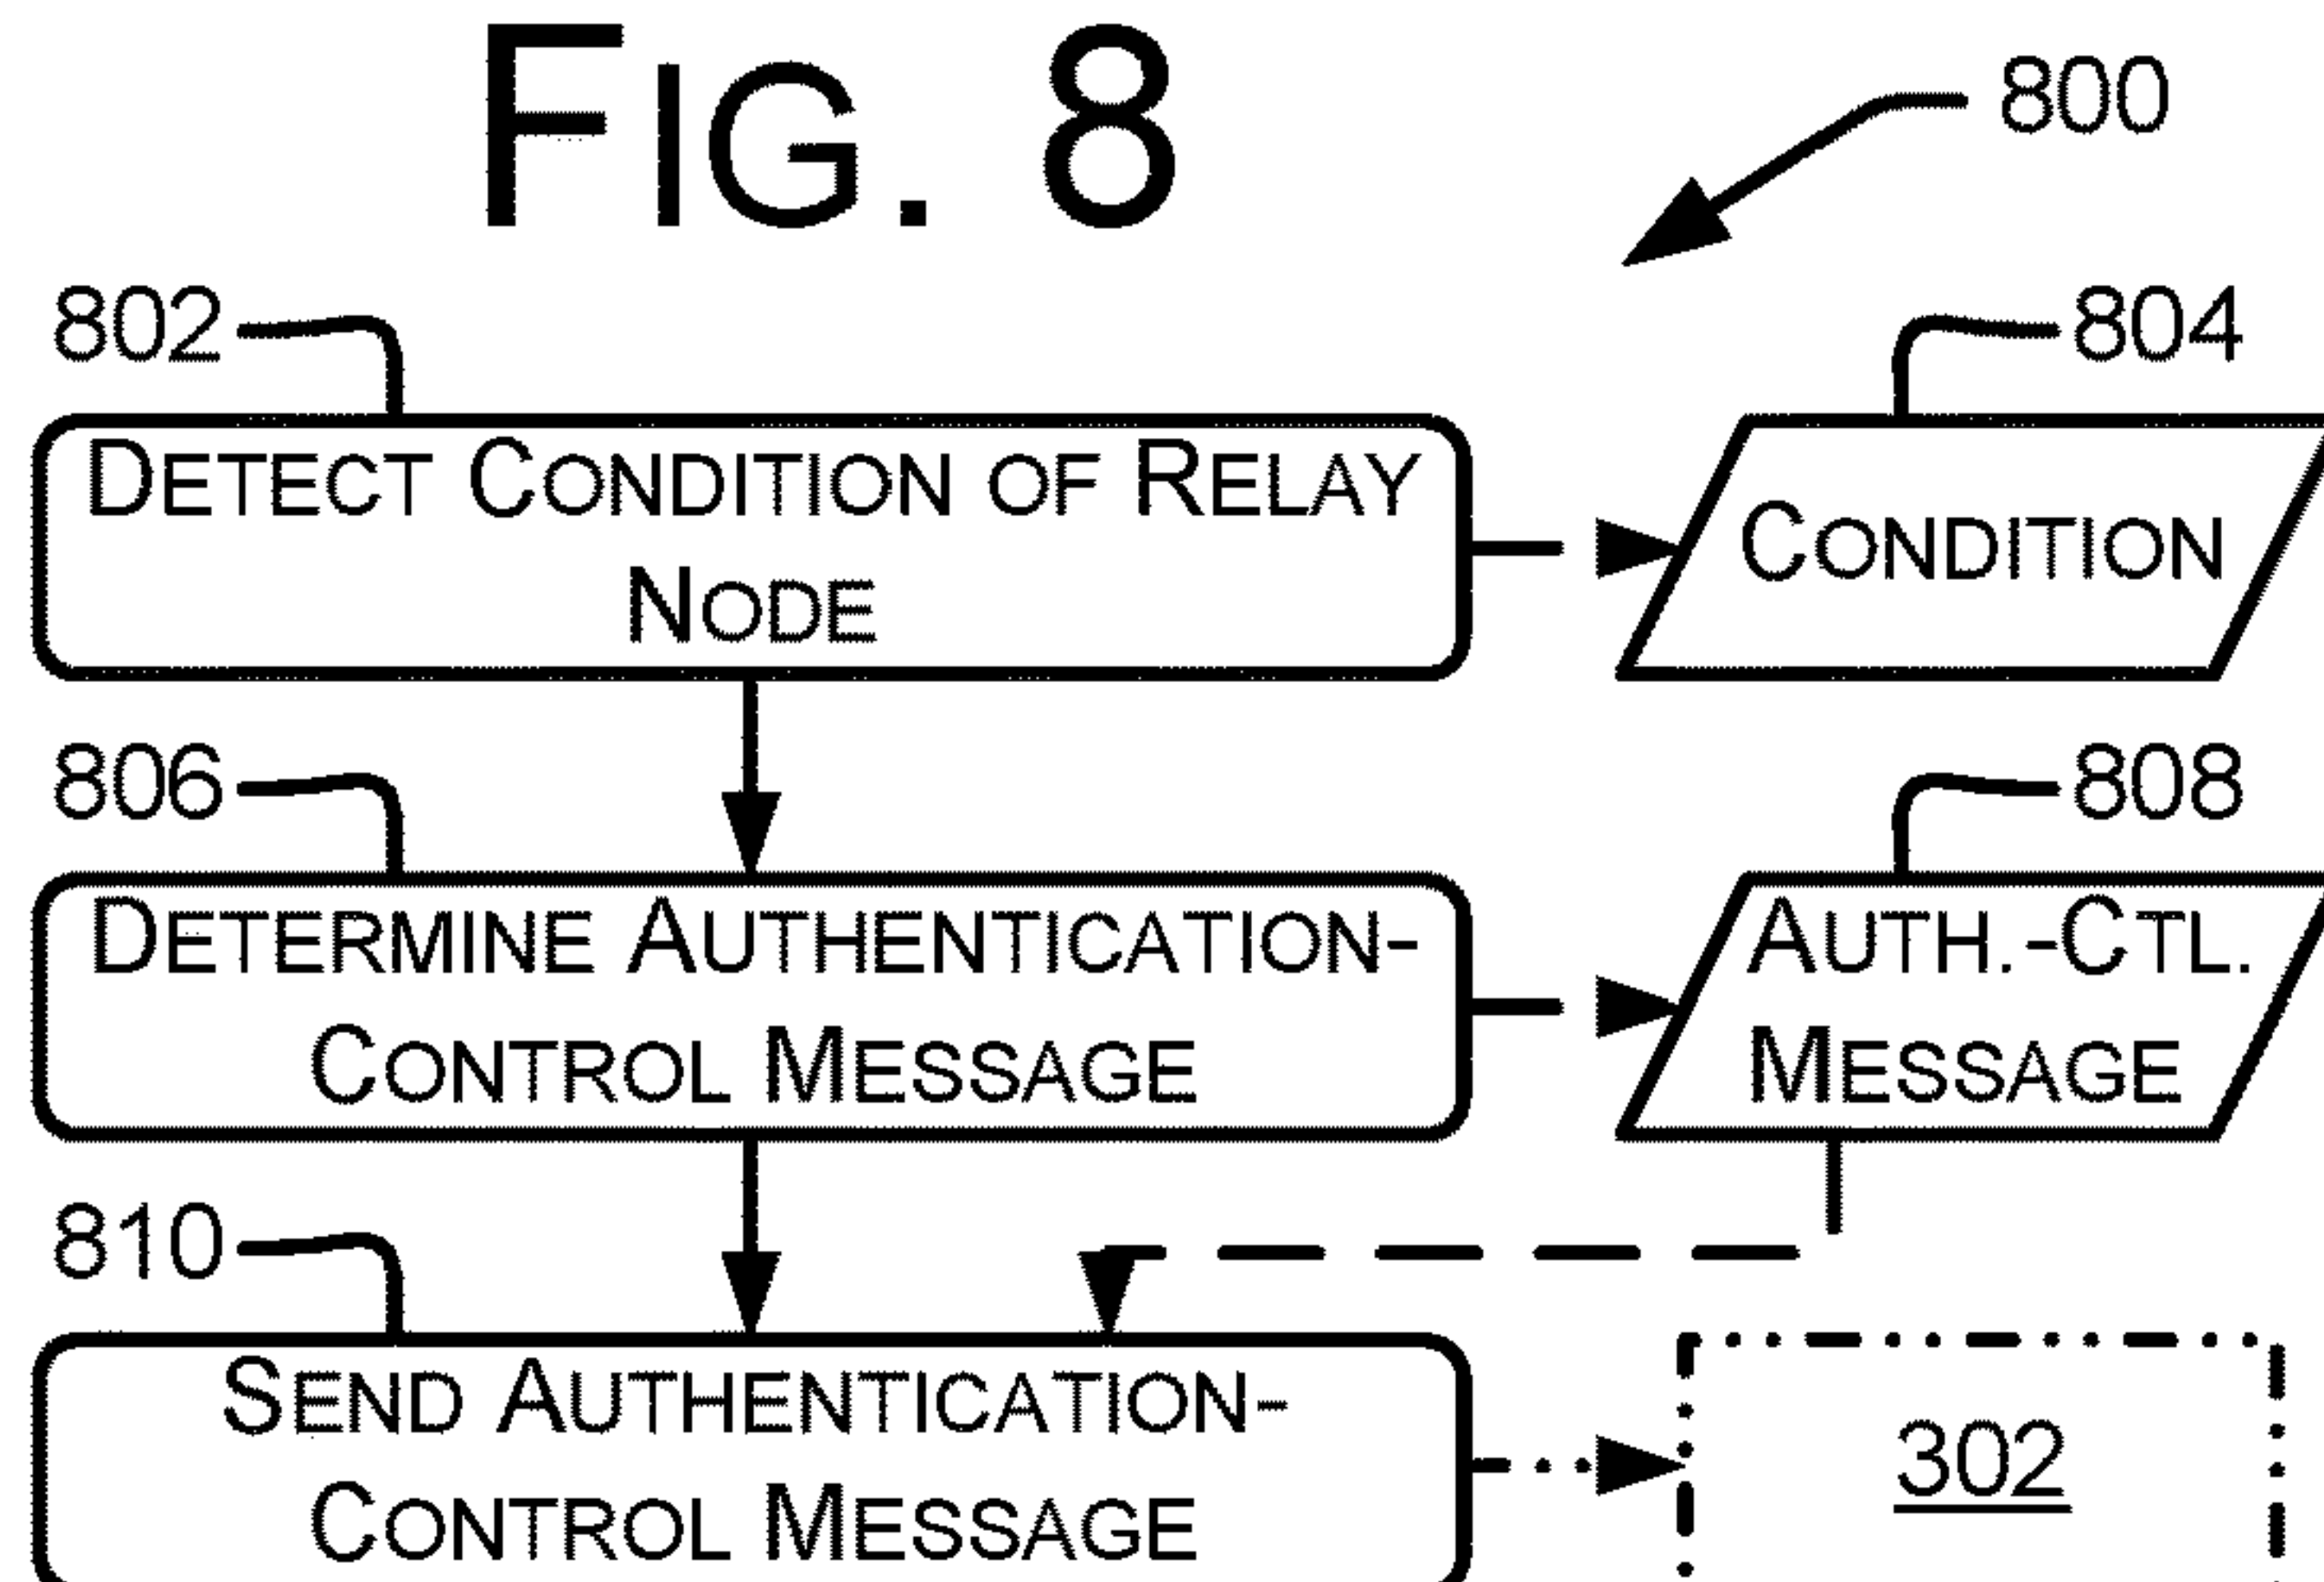 FIG. 8
800
802
804
DETECT CONDITION OF RELAY
NODE
CONDITION
806
808
DETERMINE AUTHENTICATION-
CONTROL MESSAGE
AUTH.-CTL.
MESSAGE
810
SEND AUTHENTICATION-
CONTROL MESSAGE
302